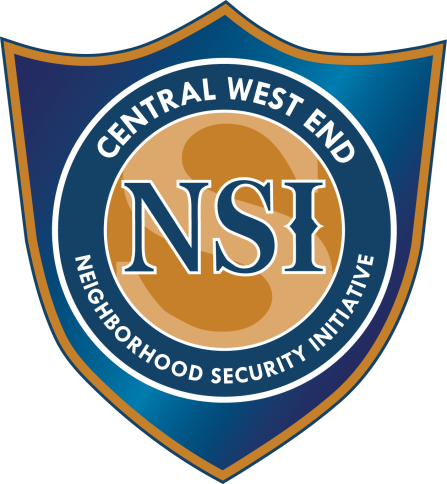 CENTRAL WEST END
NSI
NEIGHBORHOOD SECURITY INITIATIVE